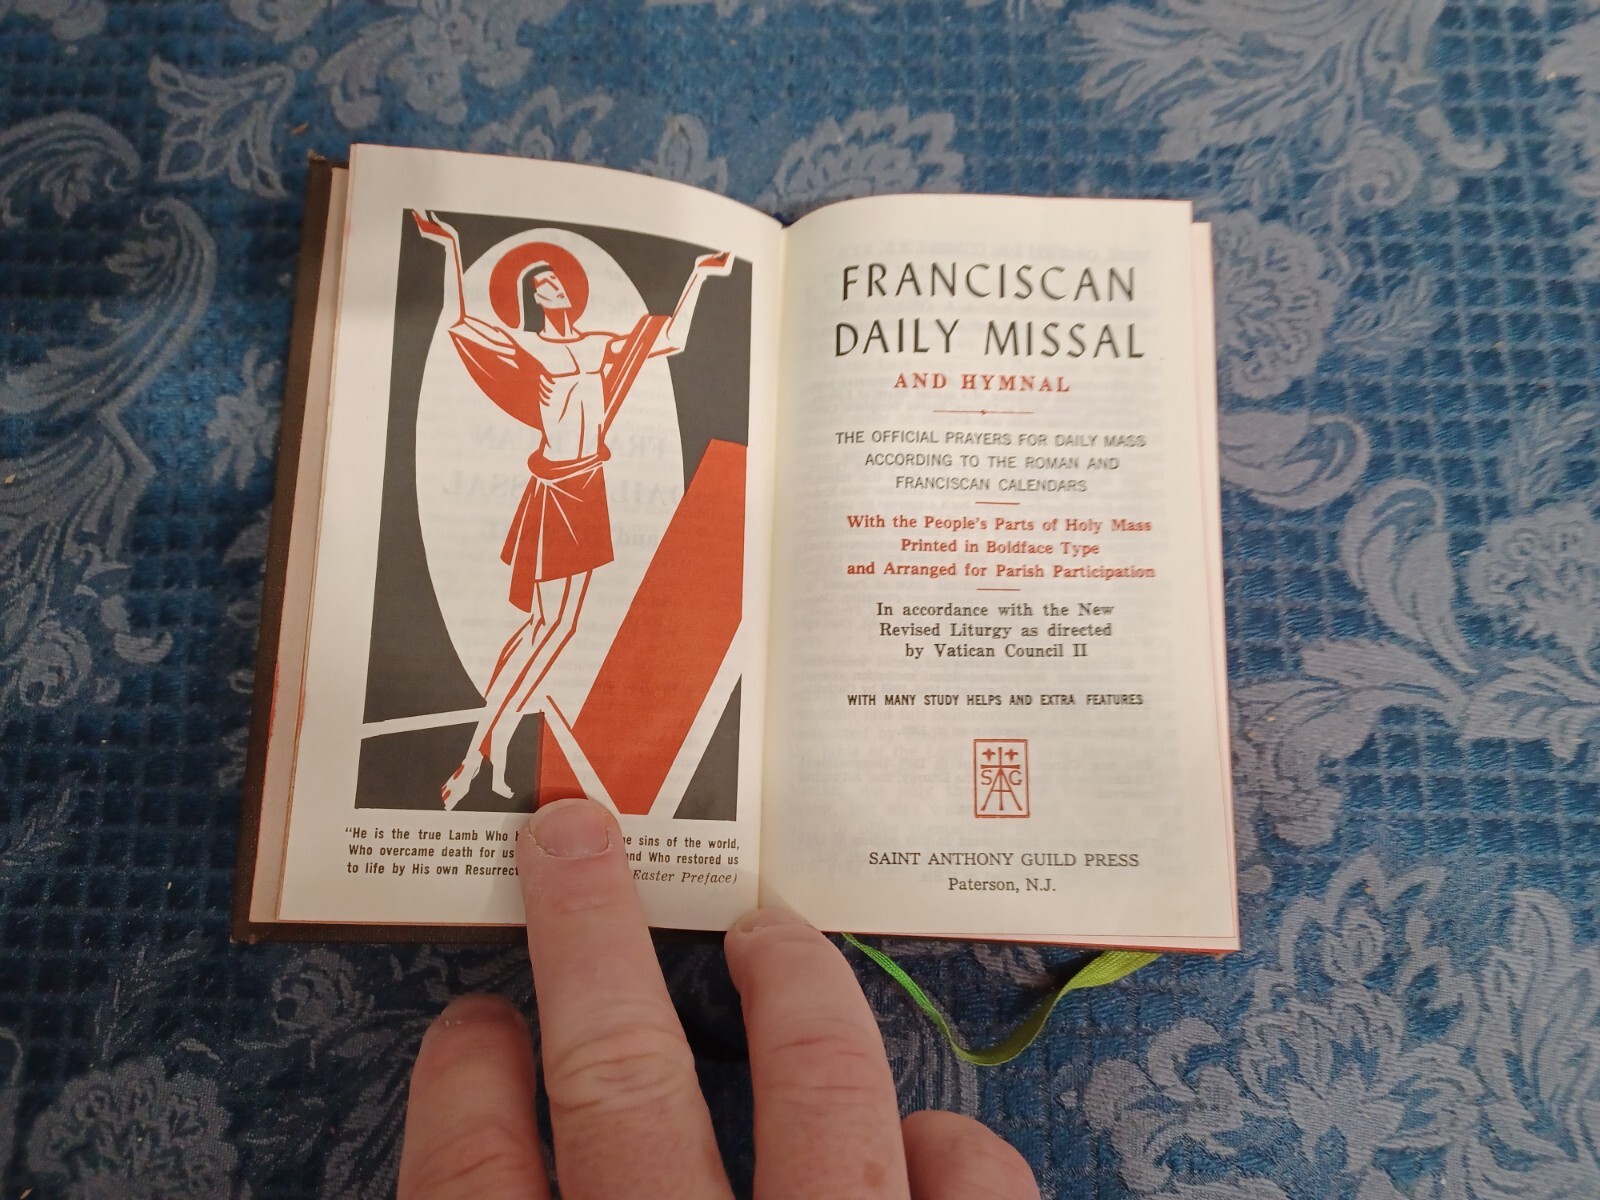 "He is the true Lamb Who sins of the world,
Who overcame death for us and Who restored us
to life by His own Easter Preface)
FRANCISCAN
DAILY MISSAL
AND HYMNAL
THE OFFICIAL PRAYERS FOR DAILY MASS
ACCORDING TO THE ROMAN AND
FRANCISCAN CALENDARS
With the People's Parts of Holy Mass
Printed in Boldface Type
and Arranged for Parish Participation
In accordance with the New
Revised Liturgy as directed
by Vatican Council II
WITH MANY STUDY HELPS AND EXTRA FEATURES
SAG
SAINT ANTHONY GUILD PRESS
Paterson, N.J.